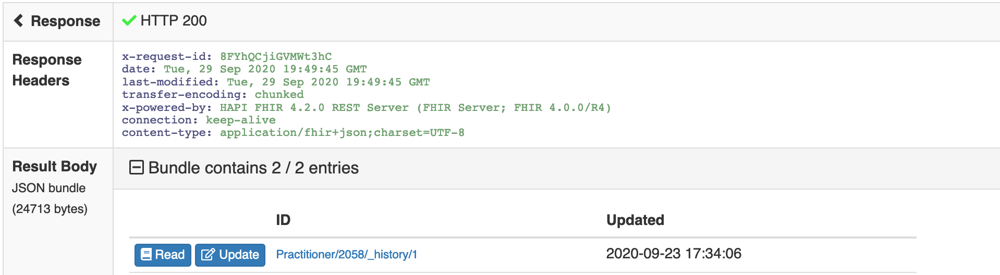 Response
HTTP 200
Response
Headers
x-request-id: 8FYhQCjiGVMWt3hC
date: Tue, 29 Sep 2020 19:49:45 GMT
last-modified: Tue, 29 Sep 2020 19:49:45 GMT
transfer-encoding: chunked
x-powered-by: HAPI FHIR 4.2.0 REST Server (FHIR Server; FHIR 4.0.0/R4)
connection: keep-alive
content-type: application/fhir+json;charset=UTF-8
Result Body
JSON bundle
(24713 bytes)
Bundle contains 2 / 2 entries
ID Updated
Read Update Practitioner/2058/_history/1 2020-09-23 17:34:06